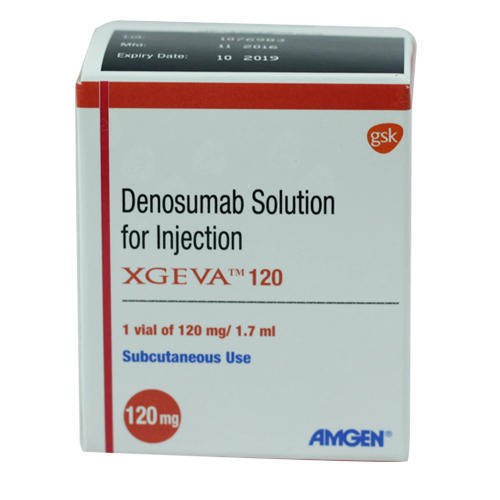 Lot: 1076983
Mfd: 11 2016
Expiry Date: 10 2019
gsk
Denosumab Solution
for Injection
XGEVA™ 120
1 vial of 120 mg/ 1.7 ml
Subcutaneous Use
120 mg
AMGEN®